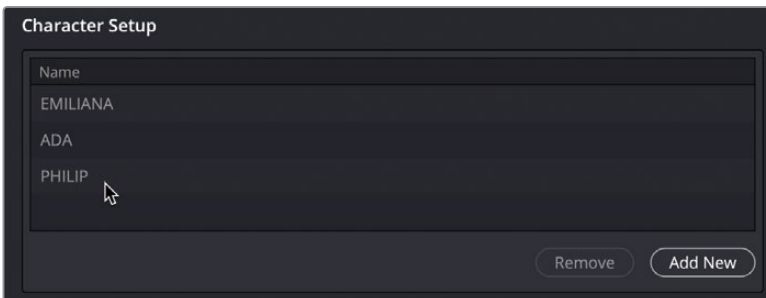 Character Setup
Name
EMILIANA
ADA
PHILIP
Remove
Add New